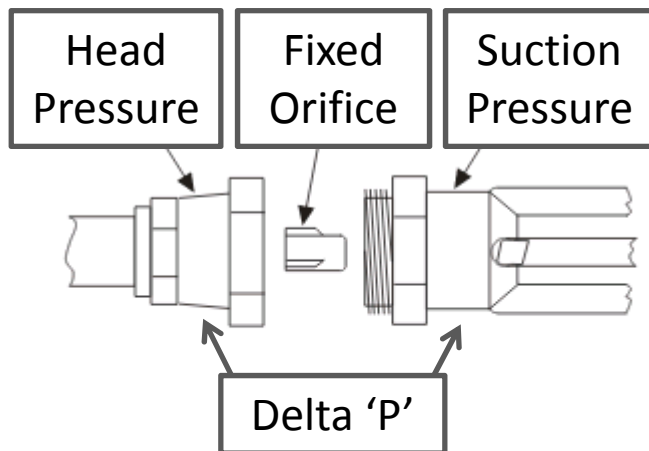 Head
Pressure
Fixed
Orifice
Suction
Pressure
Delta ‘P’